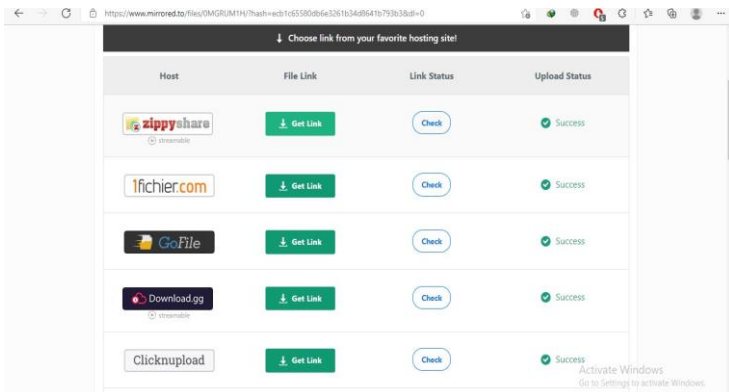 https://www.mirrored.to/files/0MGRUM1H/?hash=ecb1c65580db6e3261b34d9641b793b3&dl=0
Choose link from your favorite hosting site!
Host File Link Link Status Upload Status
zippyshare Get Link Check Success
streamable
1fichier.com Get Link Check Success
GoFile Get Link Check Success
Download.gg Get Link Check Success
streamable
Clicknupload Get Link Check Success
Activate Windows
Go to Settings to activate Windows.